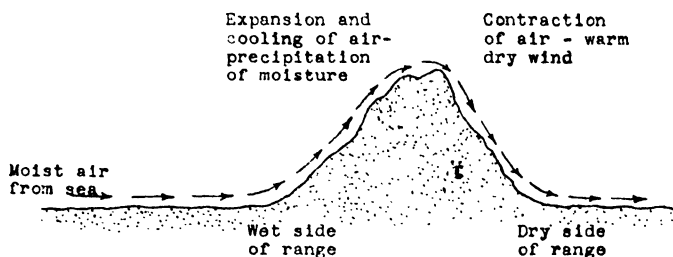 Expansion and
cooling of air-
precipitation
of moisture
Contraction
of air - warm
dry wind
Moist air
from sea
Wet side
of range
Dry side
of range